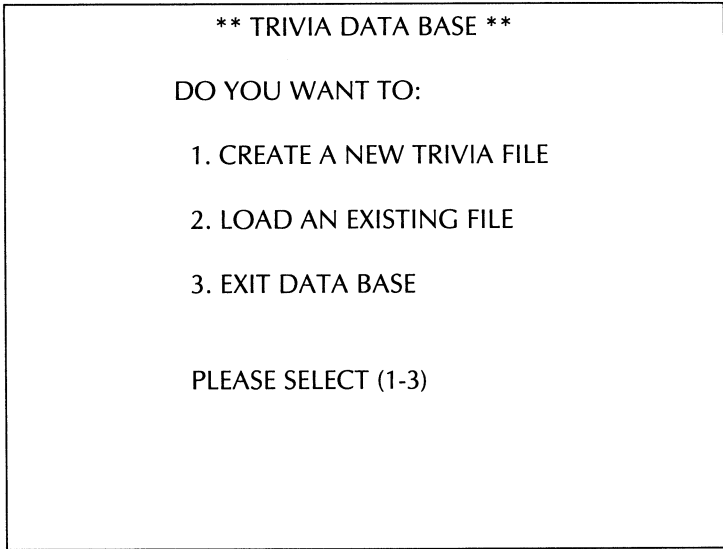 ** TRIVIA DATA BASE **
DO YOU WANT TO:
1. CREATE A NEW TRIVIA FILE
2. LOAD AN EXISTING FILE
3. EXIT DATA BASE
PLEASE SELECT (1-3)